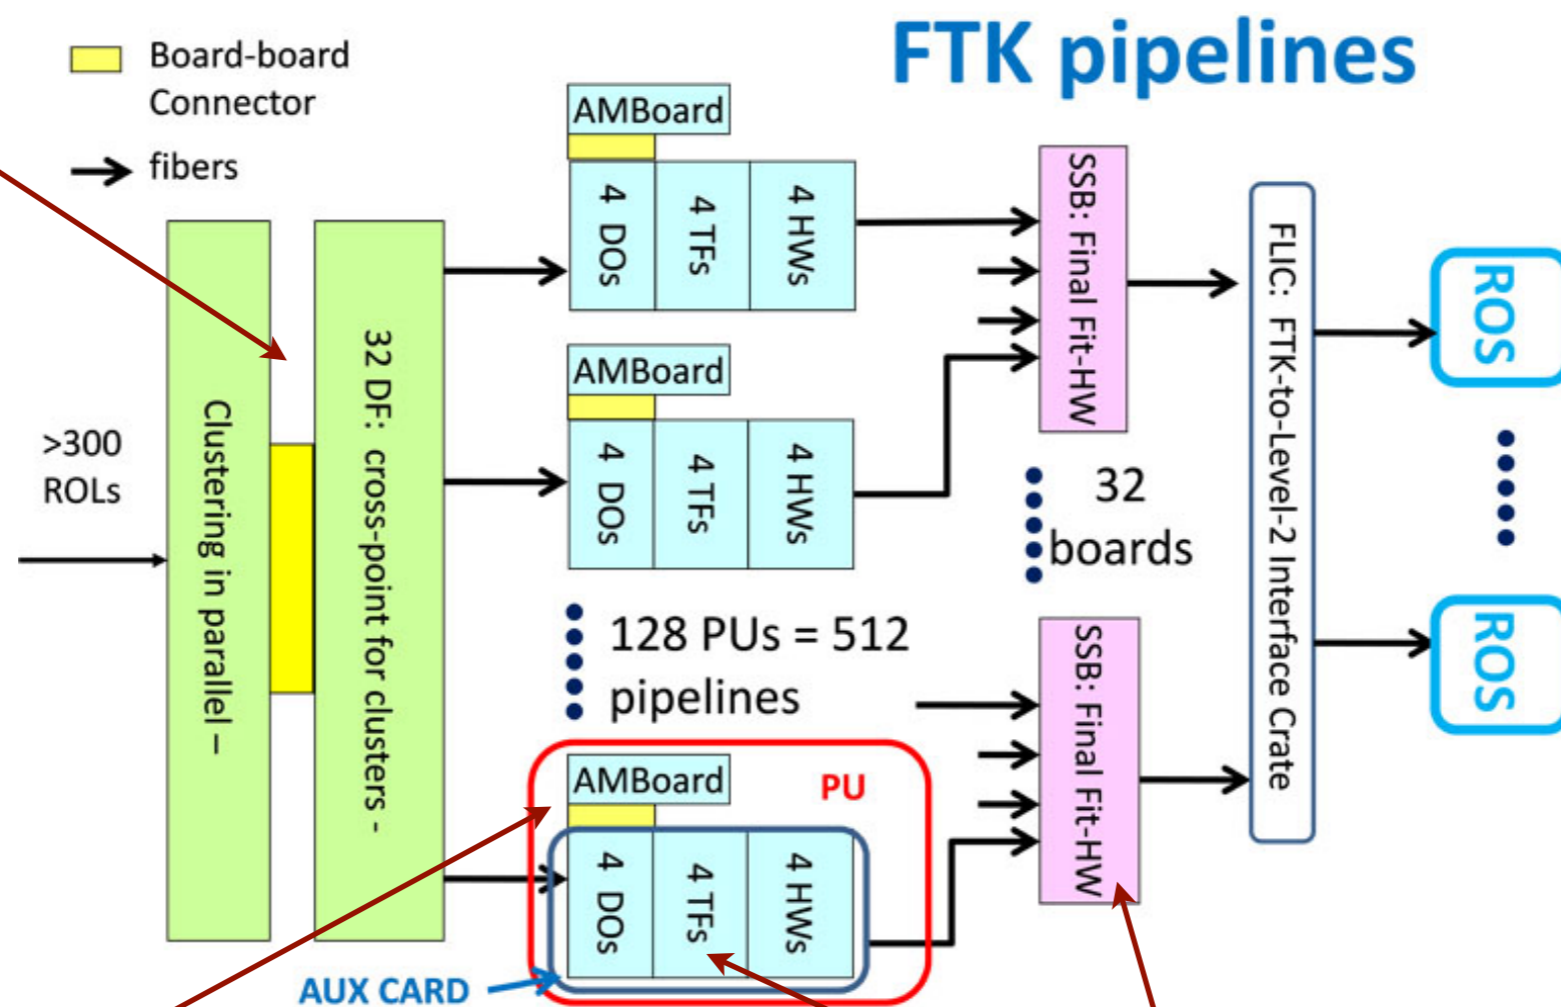 FTK pipelines
Board-board
Connector
fibers
>300
ROLs
Clustering in parallel –
32 DF: cross-point for clusters -
AMBoard
4 DOs
4 TFs
4 HWs
AMBoard
4 DOs
4 TFs
4 HWs
128 PUs = 512
pipelines
AMBoard
PU
4 DOs
4 TFs
4 HWs
AUX CARD
SSB: Final Fit-HW
32
boards
SSB: Final Fit-HW
FLIC: FTK-to-Level-2 Interface Crate
ROS
ROS